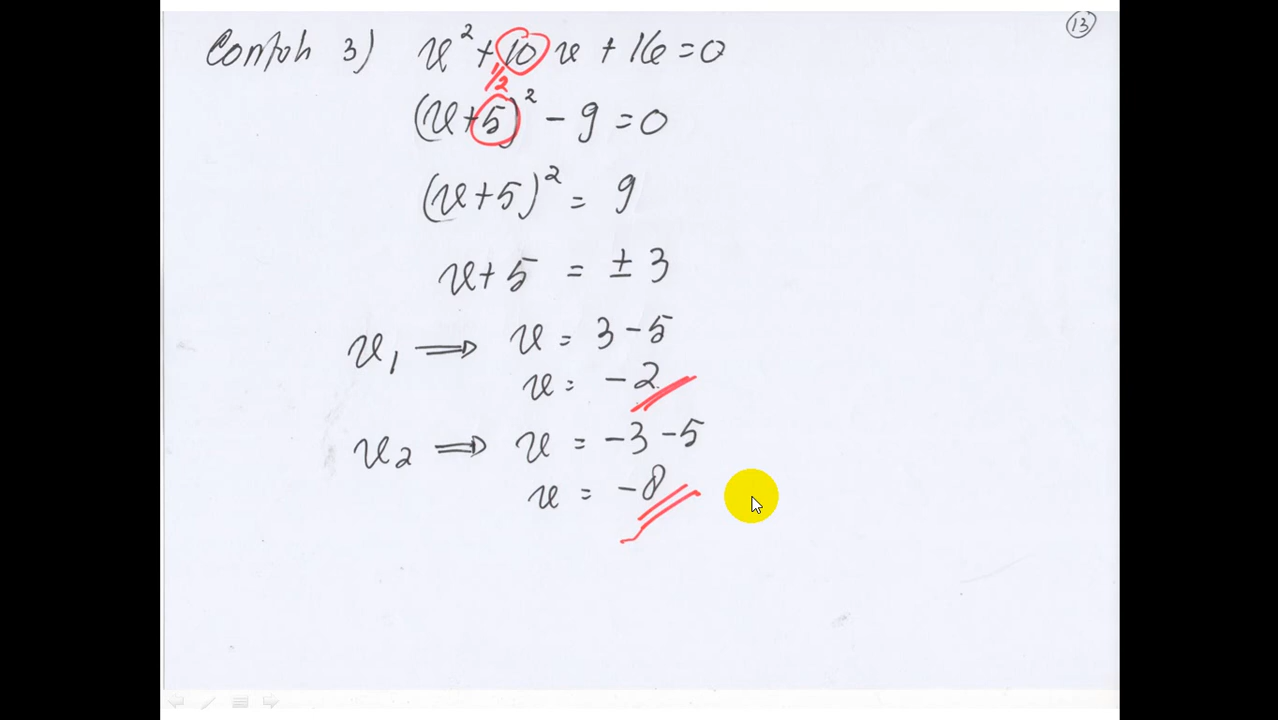 13
Contoh 3) x² + 10 x + 16 = 0
1/2
(x+5)² - 9 = 0
(x+5)² = 9
x+5 = ± 3
x₁ ⟹ x = 3 - 5
x = -2
x₂ ⟹ x = -3 - 5
x = -8